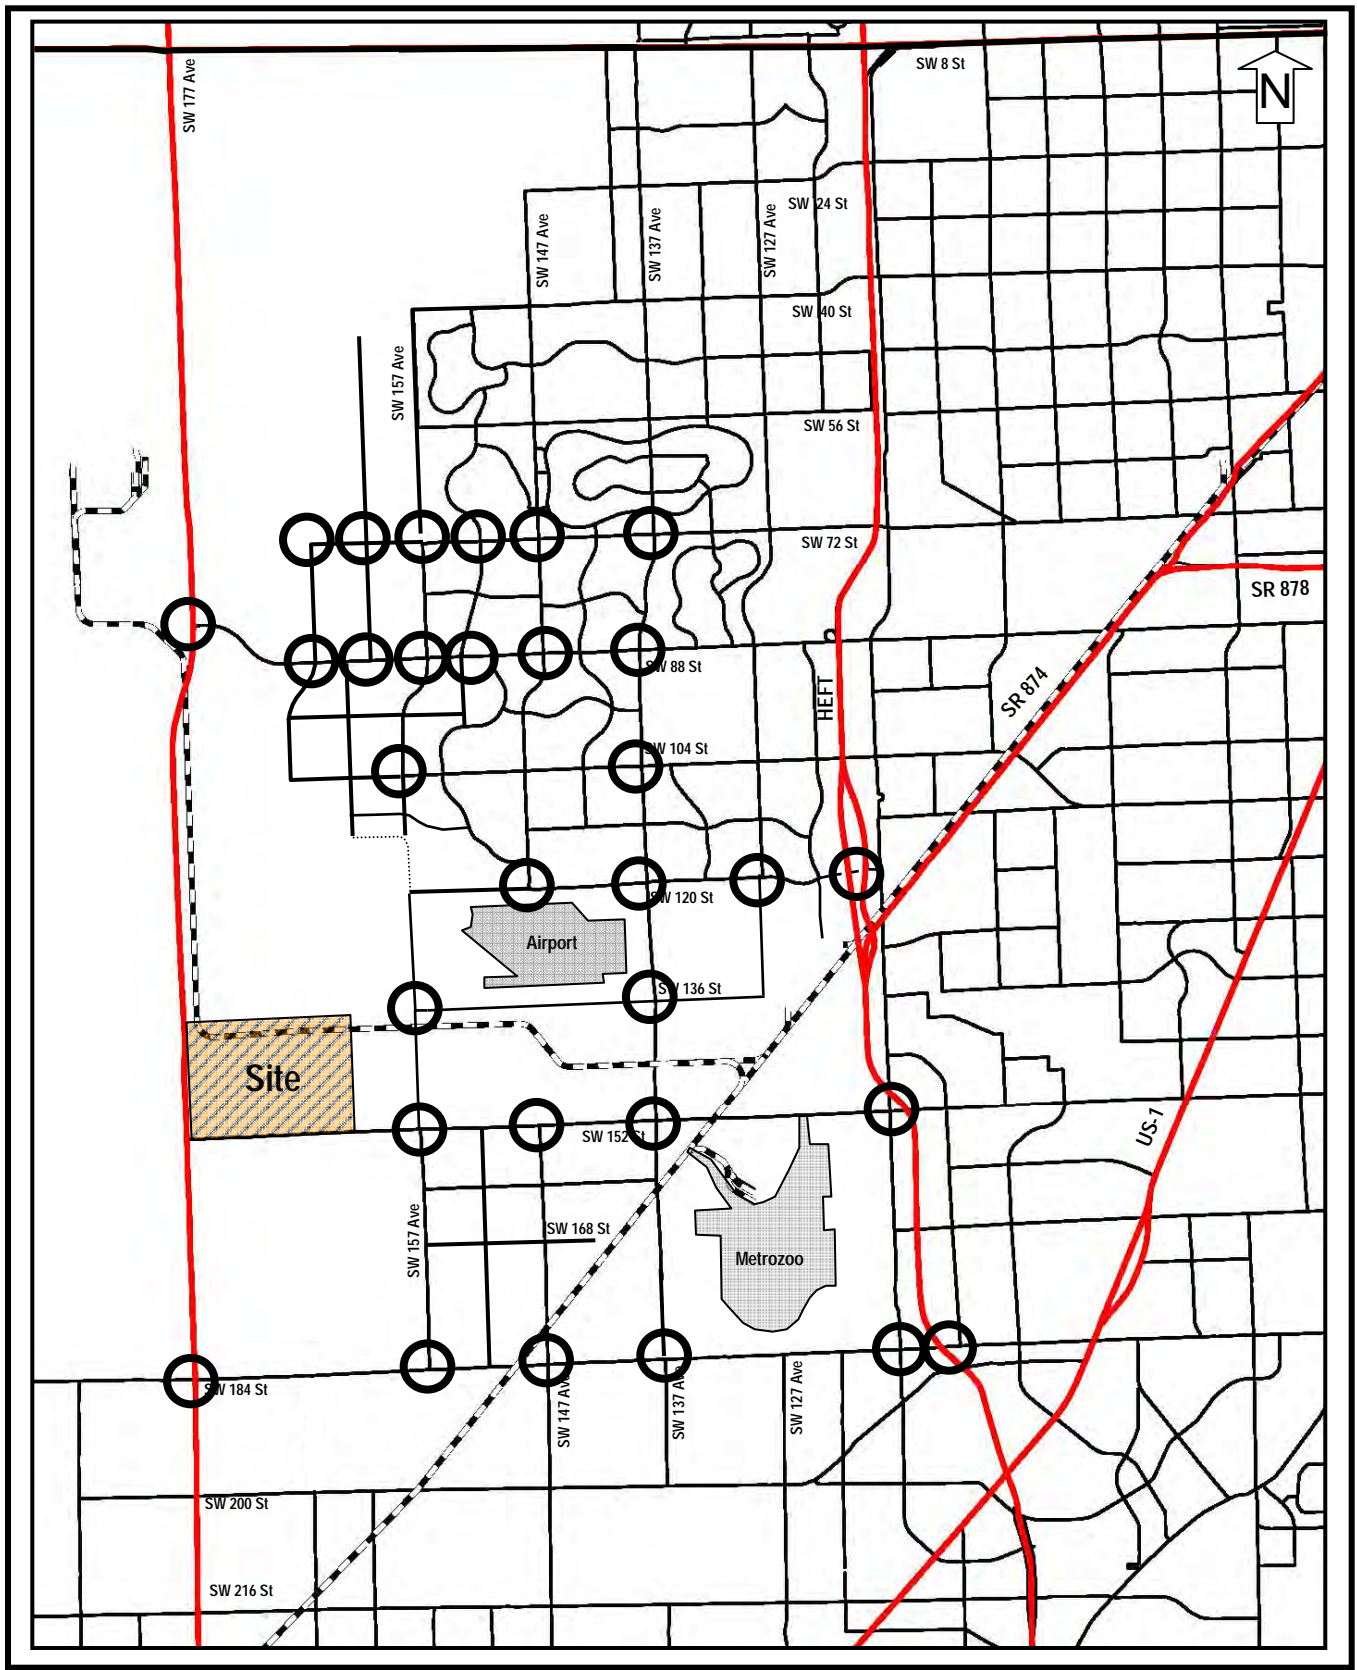 SW 8 St
N
SW 177 Ave
SW 24 St
SW 147 Ave
SW 137 Ave
SW 127 Ave
SW 40 St
SW 157 Ave
SW 56 St
SW 72 St
SR 878
SW 88 St
HEFT
SR 874
SW 104 St
SW 120 St
Airport
SW 136 St
Site
SW 152 St
US-1
SW 157 Ave
SW 168 St
Metrozoo
SW 184 St
SW 147 Ave
SW 137 Ave
SW 127 Ave
SW 200 St
SW 216 St